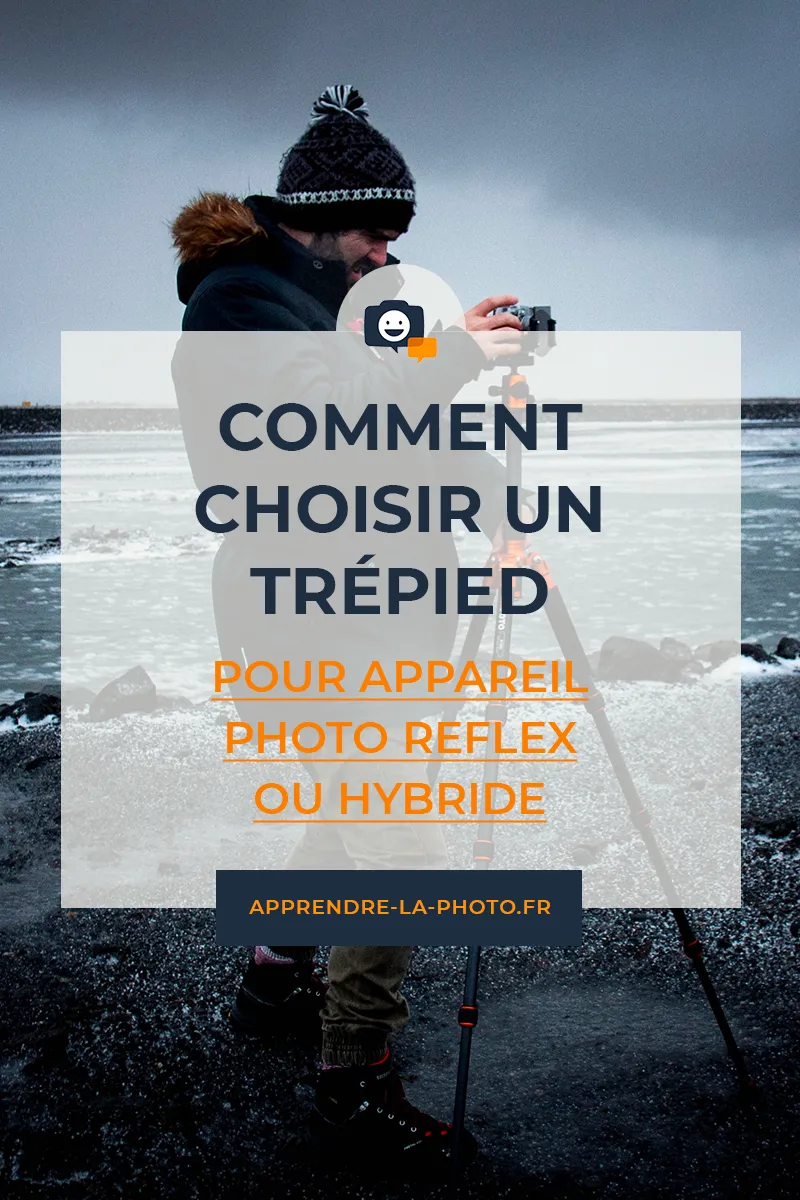 COMMENT
CHOISIR UN
TRÉPIED
POUR APPAREIL
PHOTO REFLEX
OU HYBRIDE
APPRENDRE-LA-PHOTO.FR